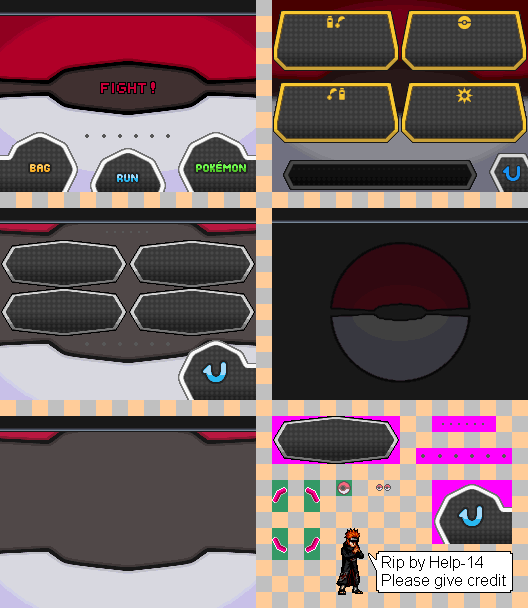 FIGHT!
BAG
RUN
POKéMON
Rip by Help-14
Please give credit